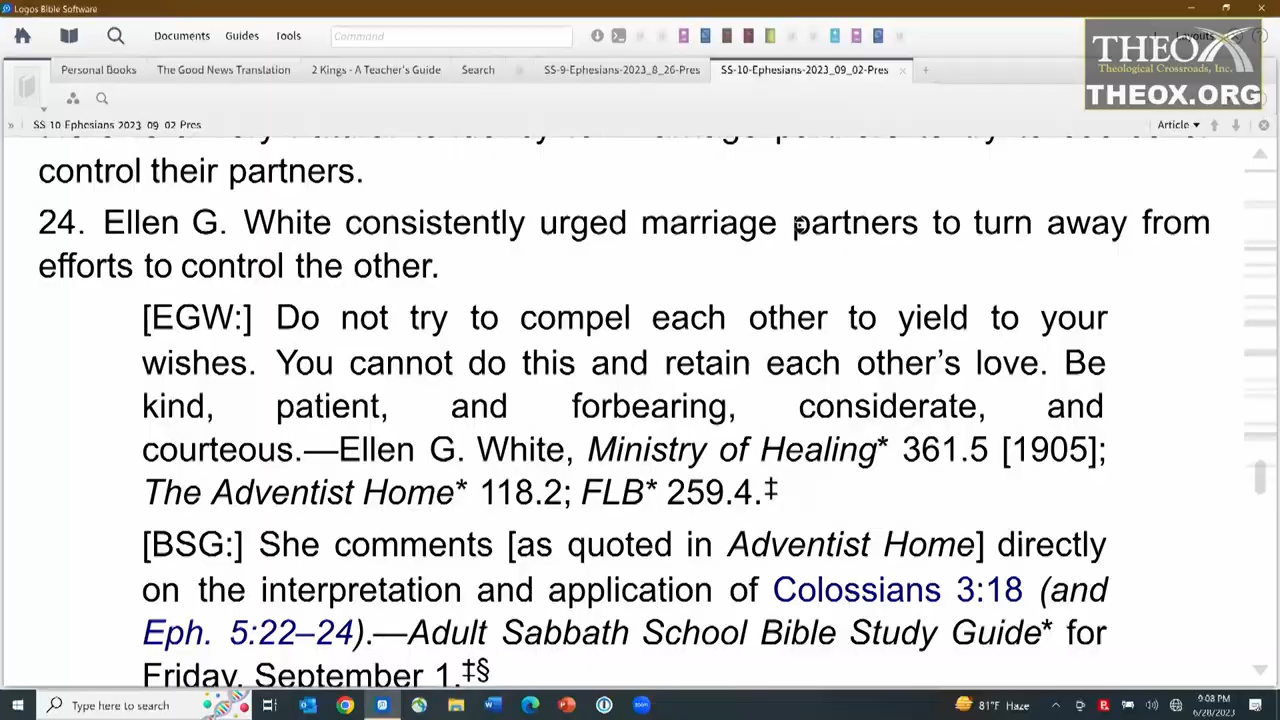 Logos Bible Software
Documents Guides Tools Command Layouts
THEOX
Theological Crossroads, Inc.
THEOX.ORG
Personal Books The Good News Translation 2 Kings - A Teacher's Guide SS-9-Ephesians-2023_8_26-Pres SS-10-Ephesians-2023_09_02-Pres
SS 10 Ephesians 2023 09 02 Pres Article
control their partners.
24. Ellen G. White consistently urged marriage partners to turn away from
efforts to control the other.
[EGW:] Do not try to compel each other to yield to your
wishes. You cannot do this and retain each other's love. Be
kind, patient, and forbearing, considerate, and
courteous.—Ellen G. White, Ministry of Healing* 361.5 [1905];
The Adventist Home* 118.2; FLB* 259.4.‡
[BSG:] She comments [as quoted in Adventist Home] directly
on the interpretation and application of Colossians 3:18 (and
Eph. 5:22–24).—Adult Sabbath School Bible Study Guide* for
Friday, September 1.‡§
Type here to search 81°F Haze 9:08 PM
6/28/2023